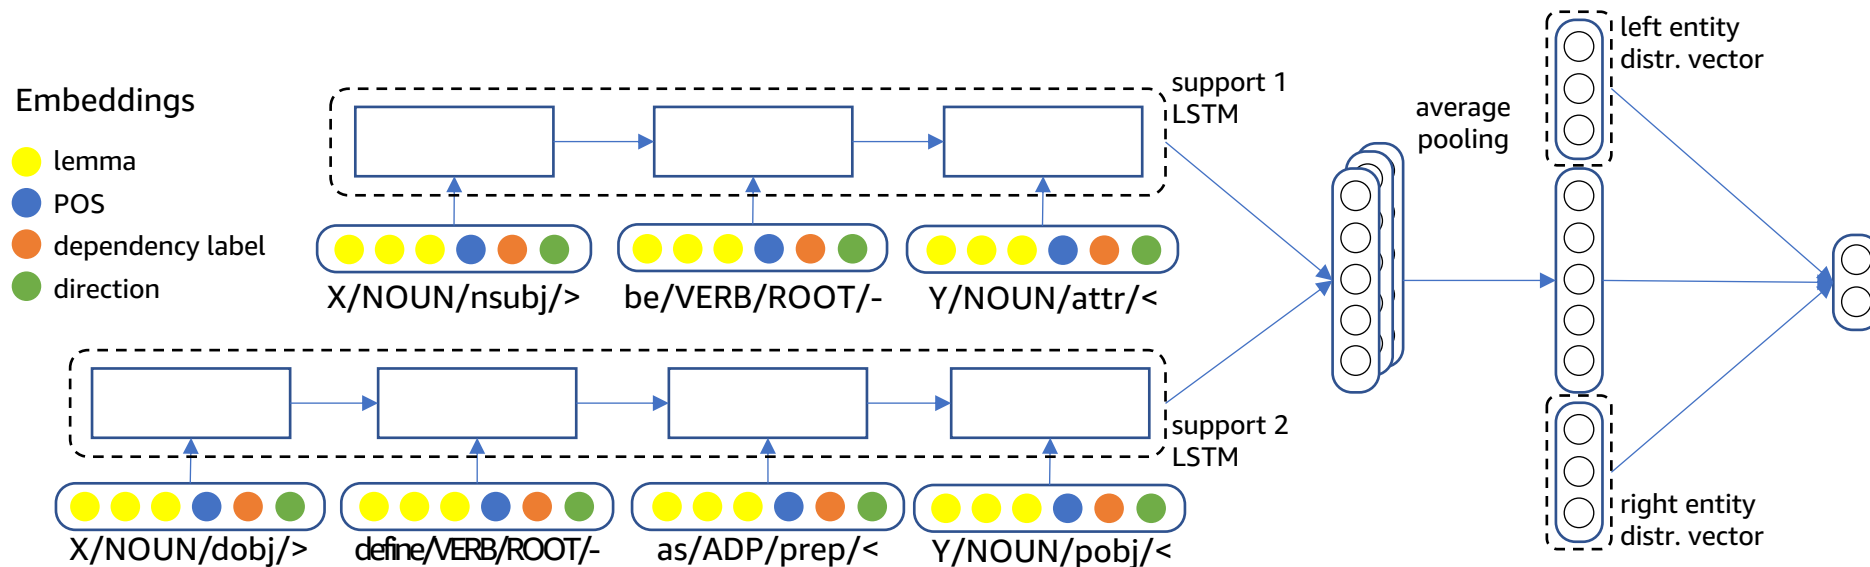 Embeddings
lemma
POS
dependency label
direction
support 1
LSTM
X/NOUN/nsubj/>
be/VERB/ROOT/-
Y/NOUN/attr/<
support 2
LSTM
X/NOUN/dobj/>
define/VERB/ROOT/-
as/ADP/prep/<
Y/NOUN/pobj/<
average
pooling
left entity
distr. vector
right entity
distr. vector